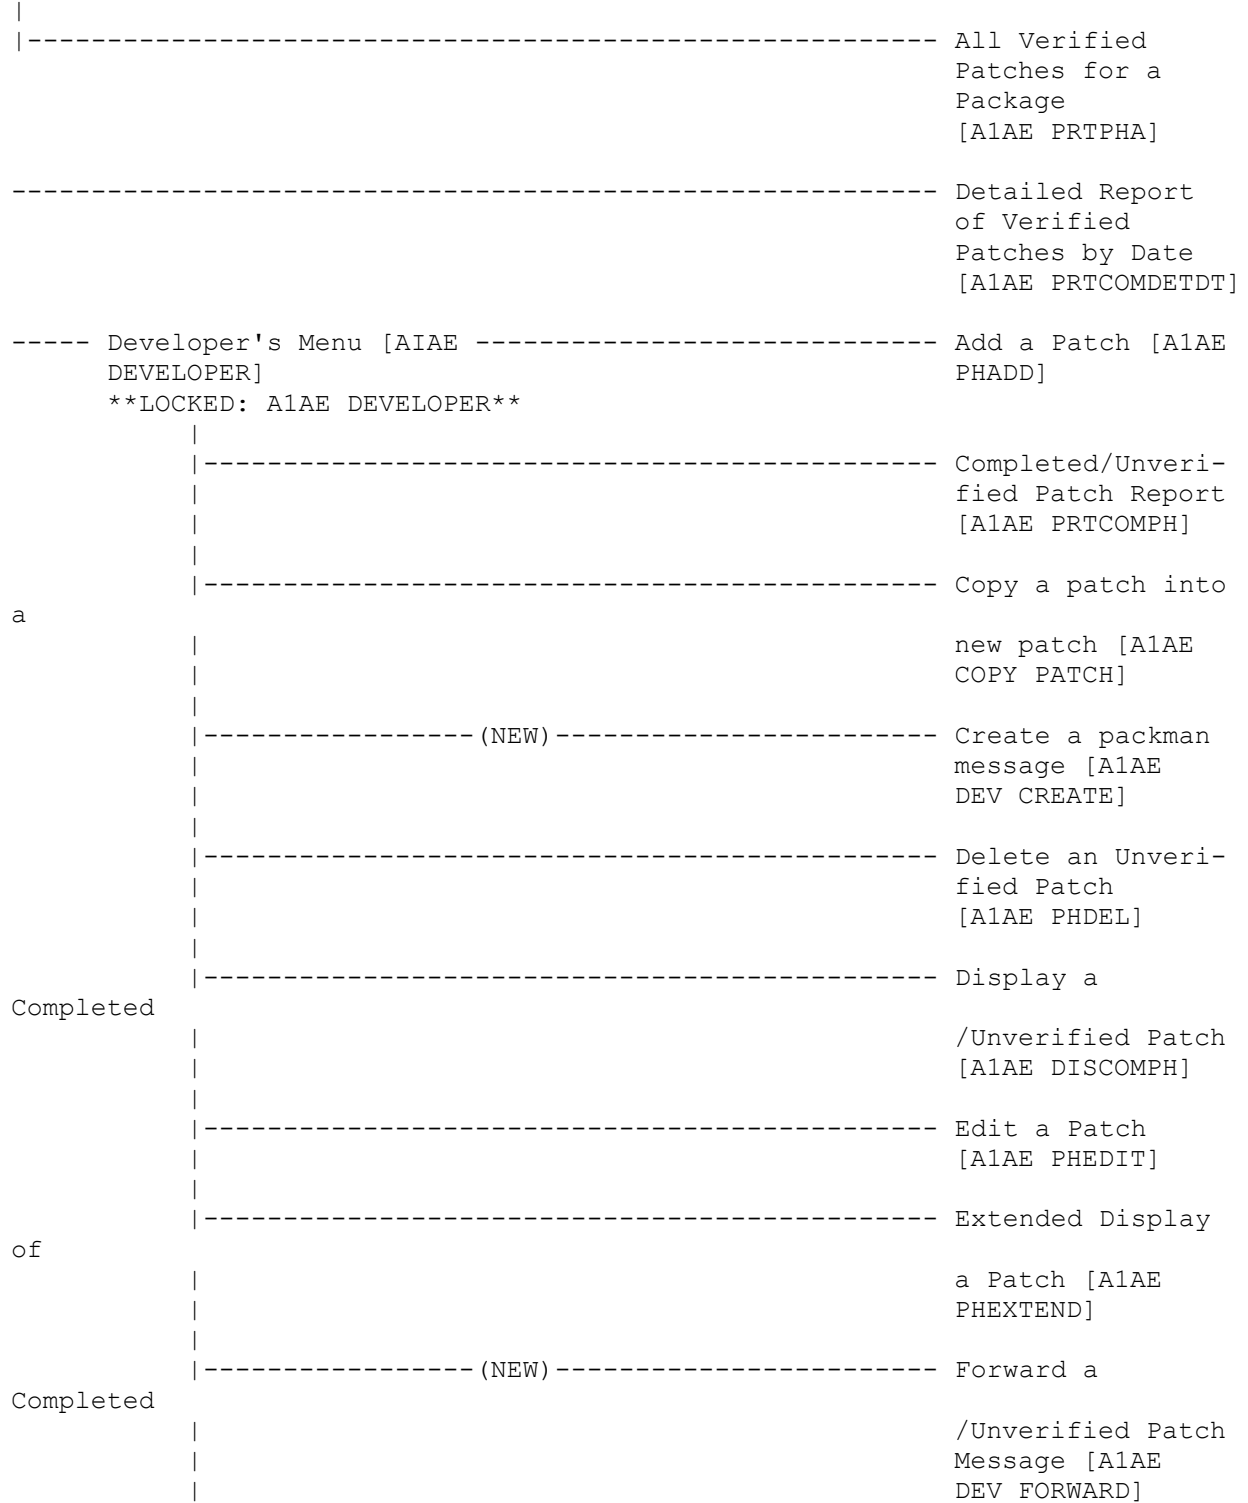 |
|--------------------------------------------------------- All Verified
Patches for a
Package
[A1AE PRTPHA]
---------------------------------------------------------- Detailed Report
of Verified
Patches by Date
[A1AE PRTCOMDETDT]
----- Developer's Menu [AIAE ----------------------------- Add a Patch [A1AE
DEVELOPER] PHADD]
**LOCKED: A1AE DEVELOPER**
|
|---------------------------------------------- Completed/Unveri-
| fied Patch Report
| [A1AE PRTCOMPH]
|
|---------------------------------------------- Copy a patch into
a
| new patch [A1AE
| COPY PATCH]
|
|-----------------(NEW)------------------------ Create a packman
| message [A1AE
| DEV CREATE]
|
|---------------------------------------------- Delete an Unveri-
| fied Patch
| [A1AE PHDEL]
|
|---------------------------------------------- Display a
Completed
| /Unverified Patch
| [A1AE DISCOMPH]
|
|---------------------------------------------- Edit a Patch
| [A1AE PHEDIT]
|
|---------------------------------------------- Extended Display
of
| a Patch [A1AE
| PHEXTEND]
|
|-----------------(NEW)------------------------ Forward a
Completed
| /Unverified Patch
| Message [A1AE
| DEV FORWARD]